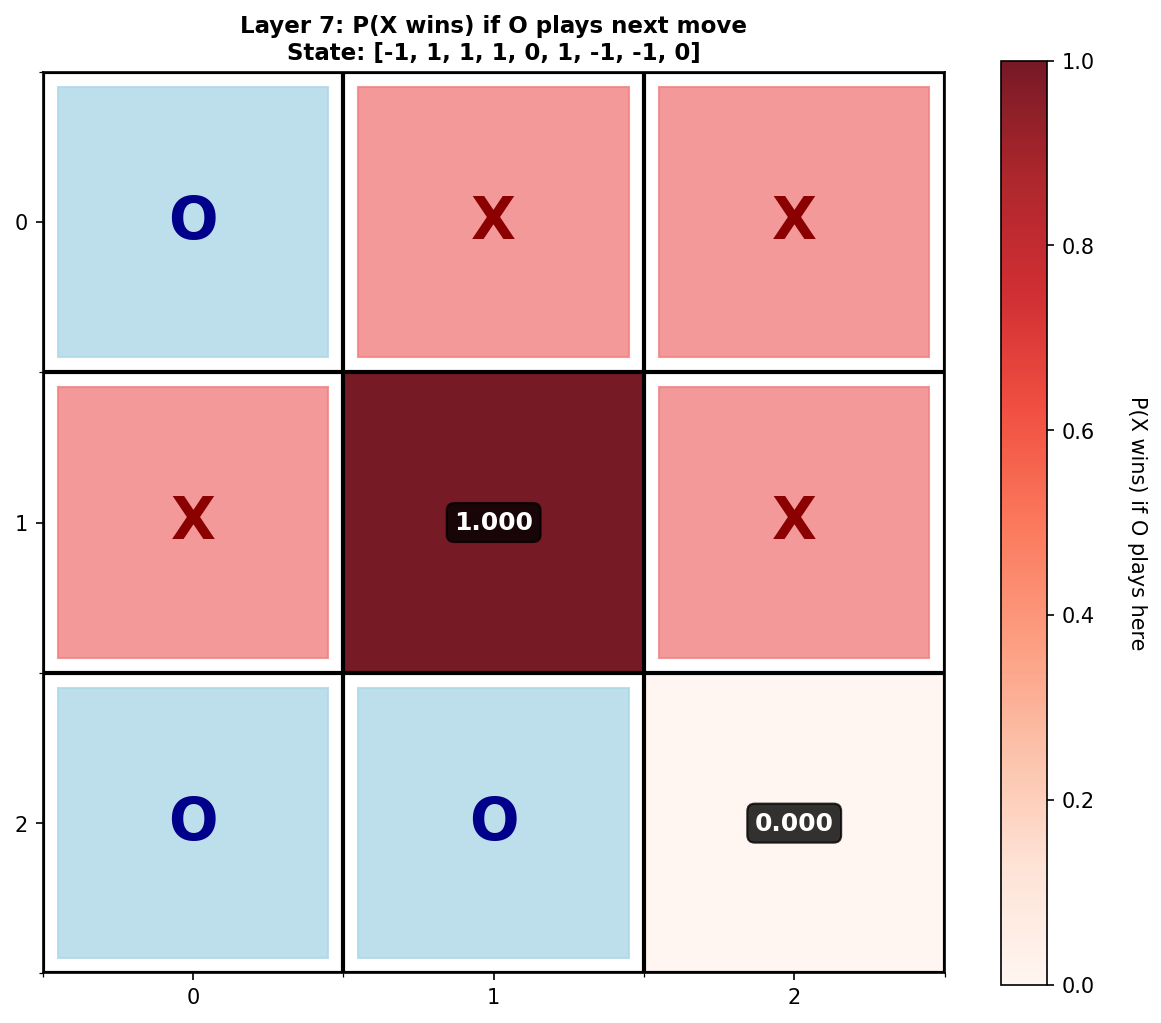 Layer 7: P(X wins) if O plays next move
State: [-1, 1, 1, 1, 0, 1, -1, -1, 0]
O X X
X 1.000 X
O O 0.000
0
1
2
0 1 2
1.0
0.8
0.6
0.4
0.2
0.0
P(X wins) if O plays here